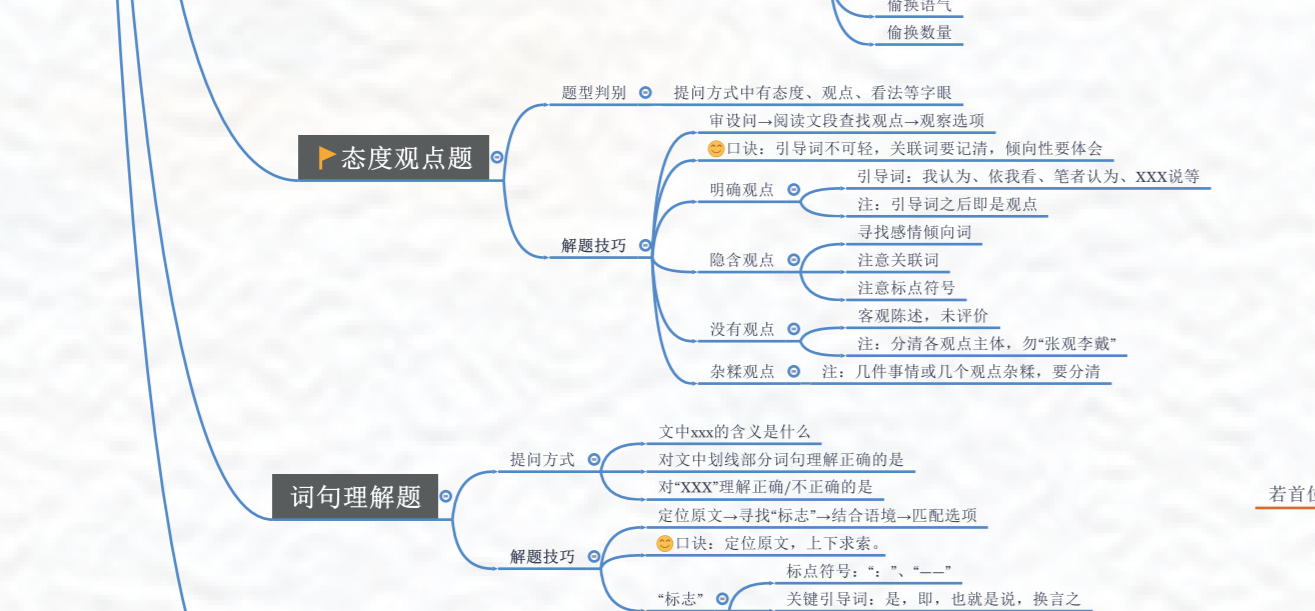 偷换语气
偷换数量
态度观点题
题型判别
提问方式中有态度、观点、看法等字眼
解题技巧
审设问→阅读文段查找观点→观察选项
😊口诀：引导词不可轻，关联词要记清，倾向性要体会
明确观点
引导词：我认为、依我看、笔者认为、XXX说等
注：引导词之后即是观点
隐含观点
寻找感情倾向词
注意关联词
注意标点符号
没有观点
客观陈述，未评价
注：分清各观点主体，勿“张观李戴”
杂糅观点
注：几件事情或几个观点杂糅，要分清
词句理解题
提问方式
文中xxx的含义是什么
对文中划线部分词句理解正确的是
对“XXX”理解正确/不正确的是
解题技巧
定位原文→寻找“标志”→结合语境→匹配选项
😊口诀：定位原文，上下求索。
“标志”
标点符号：“：”、“——”
关键引导词：是，即，也就是说，换言之
若首位